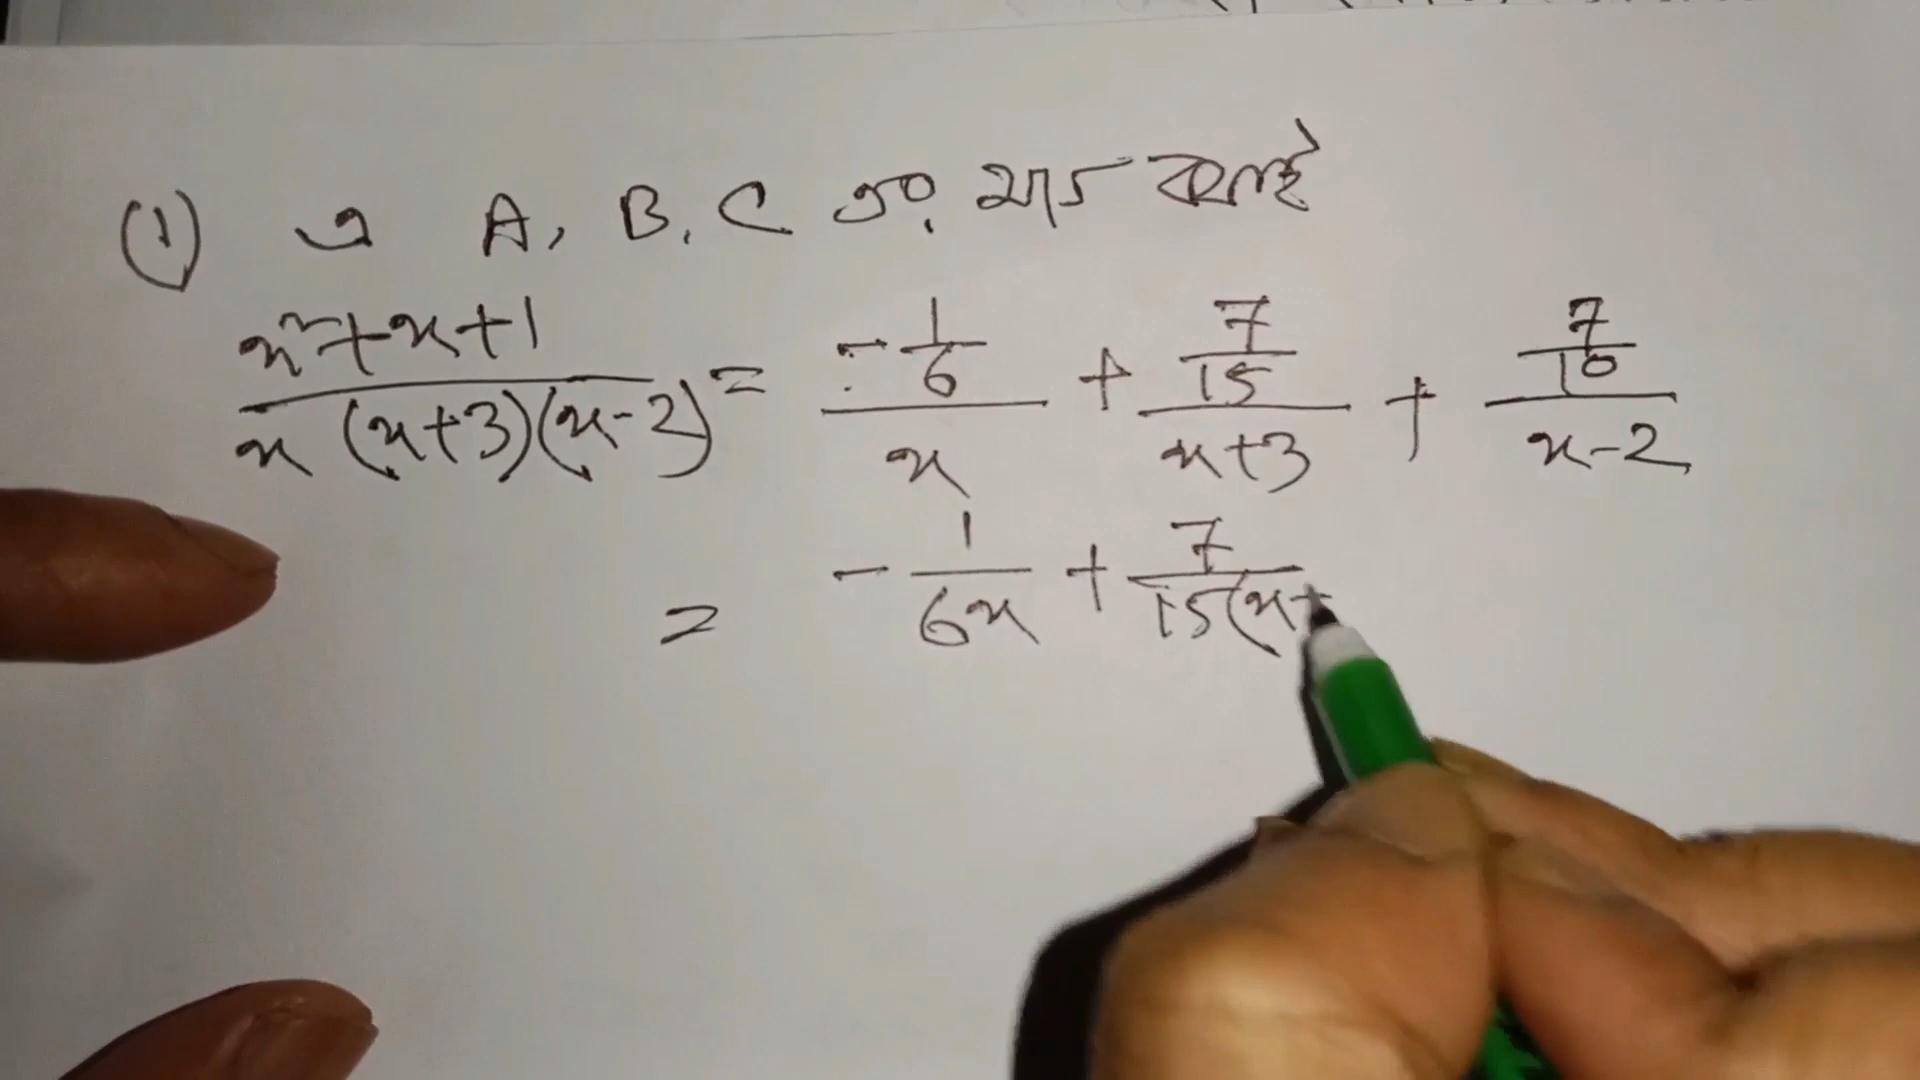 (1) এ A, B, C এর মান বসাই
(x²+x+1)/(x(x+3)(x-2)) = (-1/6)/x + (7/15)/(x+3) + (7/10)/(x-2)
= -1/(6x) + 7/(15(x+